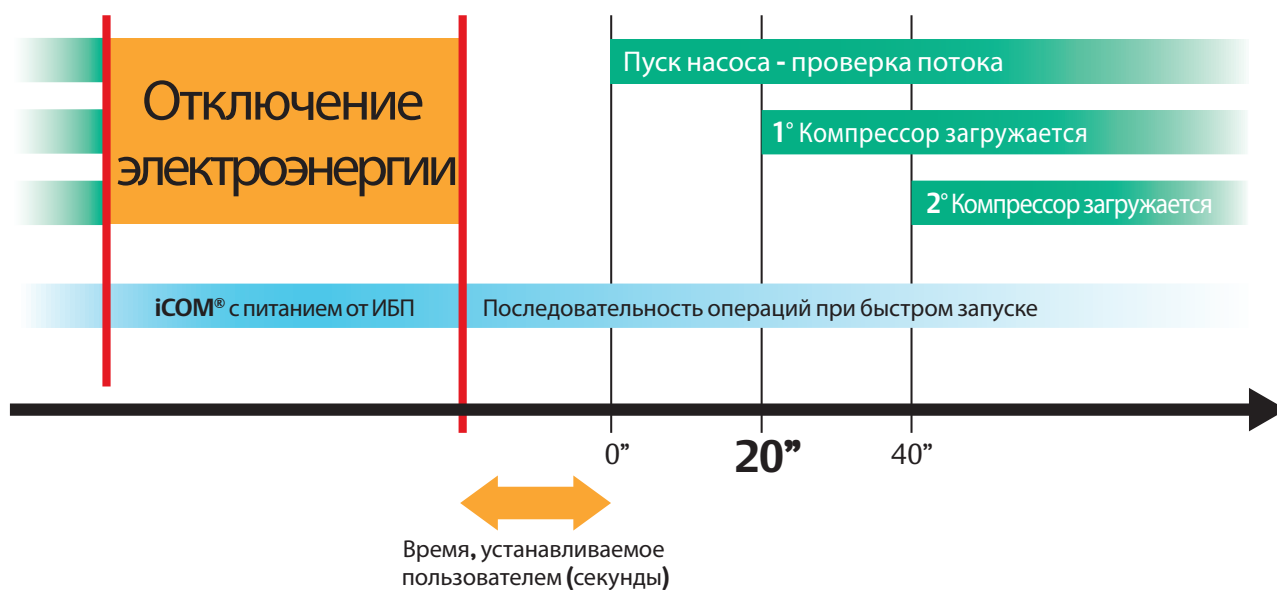 Отключение
электроэнергии
Пуск насоса - проверка потока
1° Компрессор загружается
2° Компрессор загружается
iCOM® с питанием от ИБП
Последовательность операций при быстром запуске
0”
20”
40”
Время, устанавливаемое
пользователем (секунды)